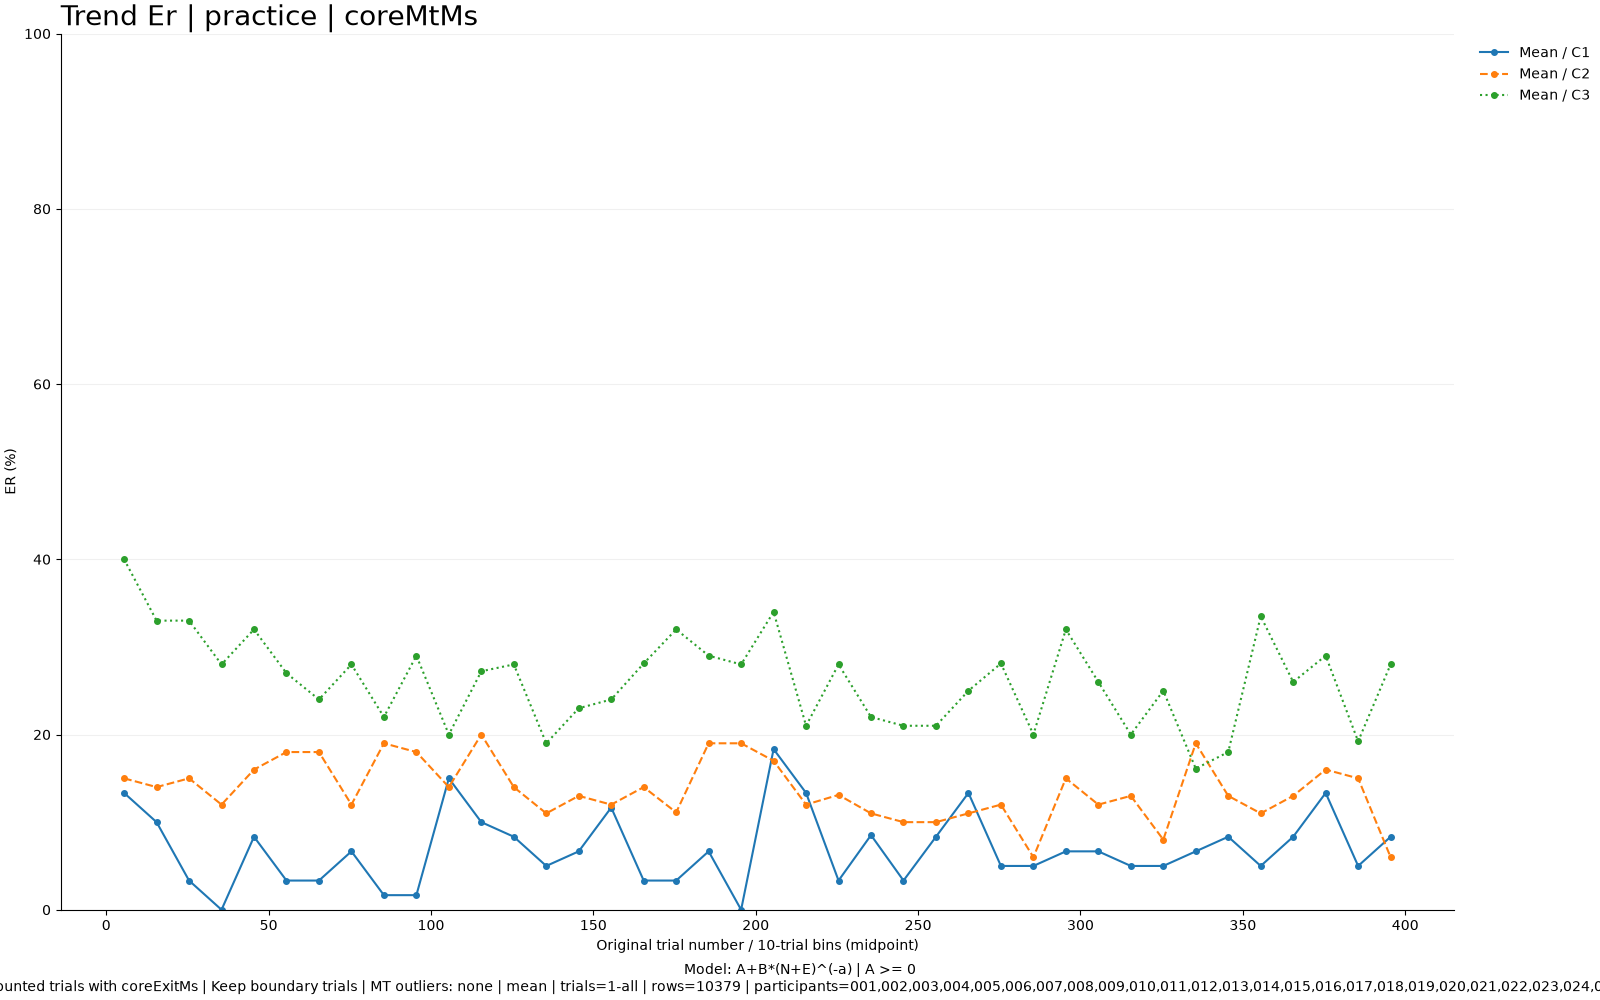 Trend Er | practice | coreMtMs
100
80
60
40
20
0
ER (%)
Mean / C1
Mean / C2
Mean / C3
0 50 100 150 200 250 300 350 400
Original trial number / 10-trial bins (midpoint)
Model: A+B*(N+E)^(-a) | A >= 0
trials with coreExitMs | Keep boundary trials | MT outliers: none | mean | trials=1-all | rows=10379 | participants=001,002,003,004,005,006,007,008,009,010,011,012,013,014,015,016,017,018,019,020,021,022,023,024,